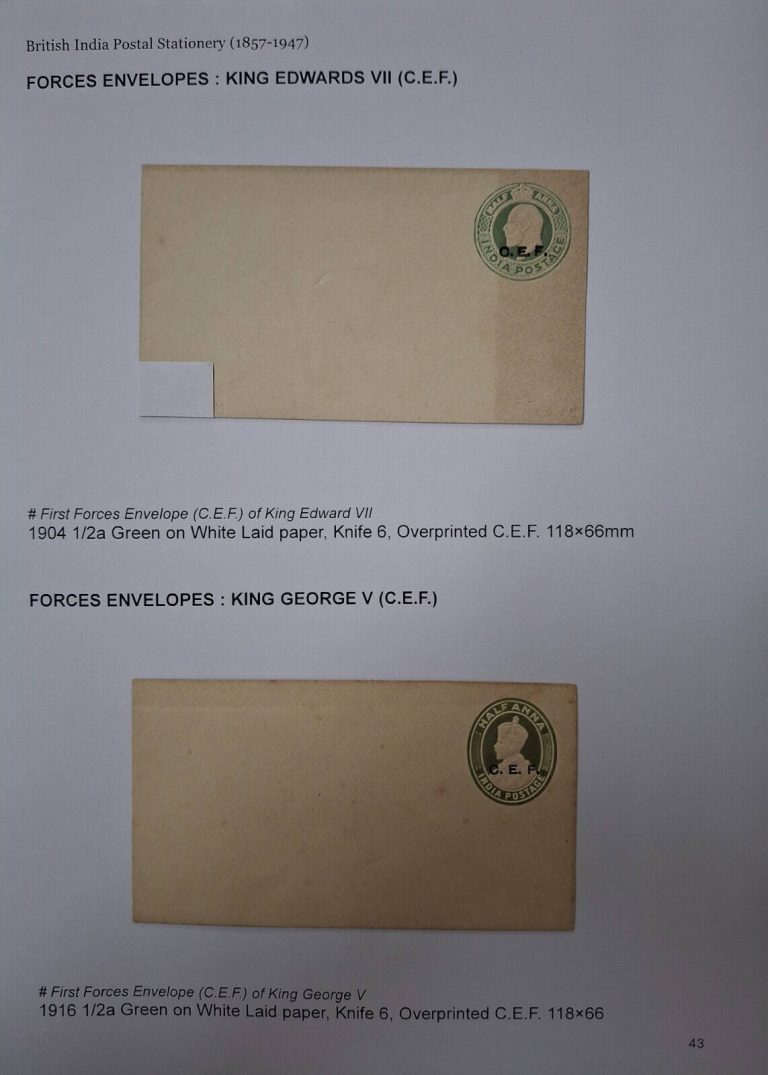 British India Postal Stationery (1857-1947)
FORCES ENVELOPES : KING EDWARDS VII (C.E.F.)
HALF ANNA
C.E.F.
INDIA POSTAGE
# First Forces Envelope (C.E.F.) of King Edward VII
1904 1/2a Green on White Laid paper, Knife 6, Overprinted C.E.F. 118×66mm
FORCES ENVELOPES : KING GEORGE V (C.E.F.)
HALF ANNA
C. E. F.
INDIA POSTAGE
# First Forces Envelope (C.E.F.) of King George V
1916 1/2a Green on White Laid paper, Knife 6, Overprinted C.E.F. 118×66
43